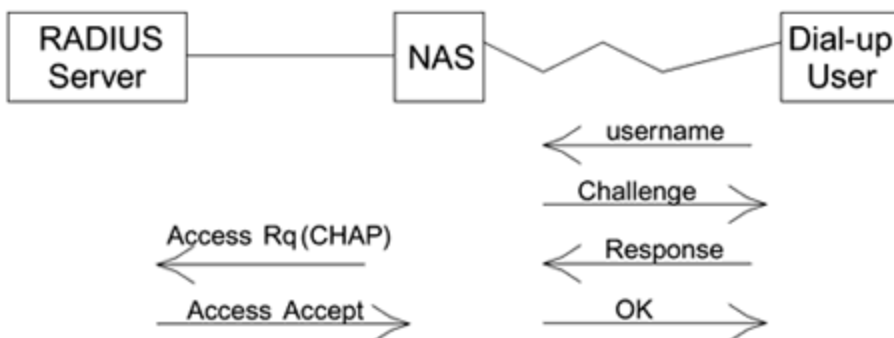 RADIUS
Server
NAS
Dial-up
User
username
Challenge
Access Rq(CHAP)
Response
Access Accept
OK